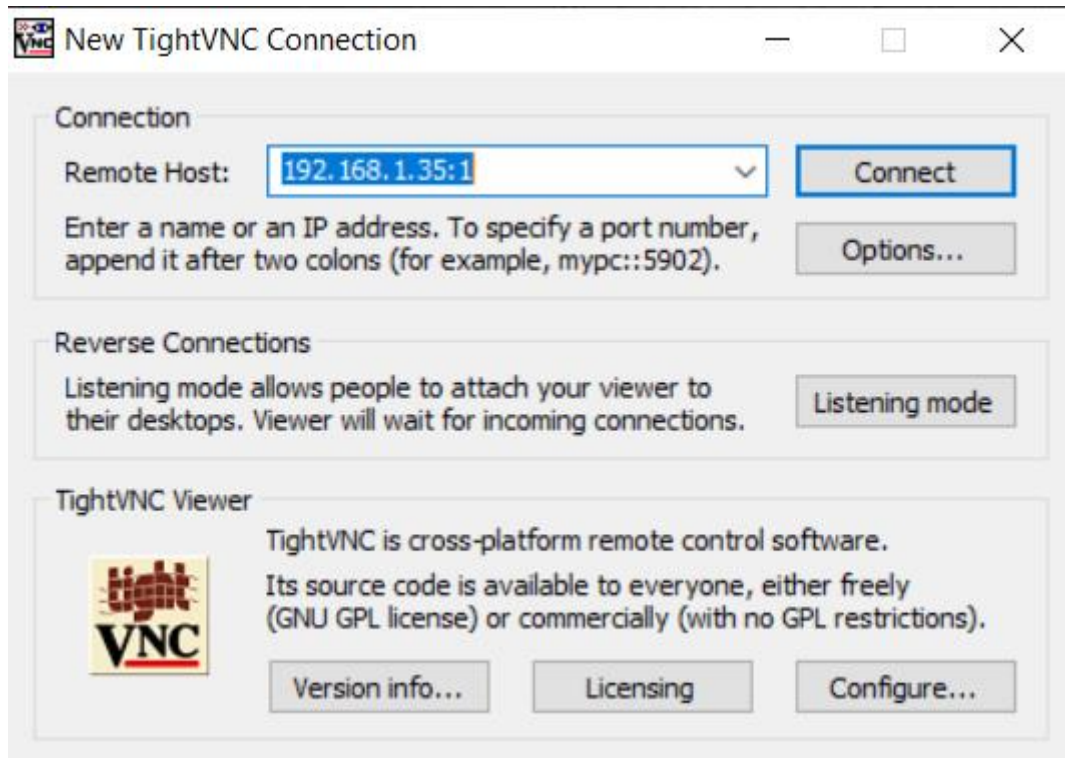 New TightVNC Connection
Connection
Remote Host: 192.168.1.35:1 Connect
Enter a name or an IP address. To specify a port number,
append it after two colons (for example, mypc::5902).
Options...
Reverse Connections
Listening mode allows people to attach your viewer to
their desktops. Viewer will wait for incoming connections.
Listening mode
TightVNC Viewer
TightVNC is cross-platform remote control software.
Its source code is available to everyone, either freely
(GNU GPL license) or commercially (with no GPL restrictions).
tight
VNC
Version info... Licensing Configure...